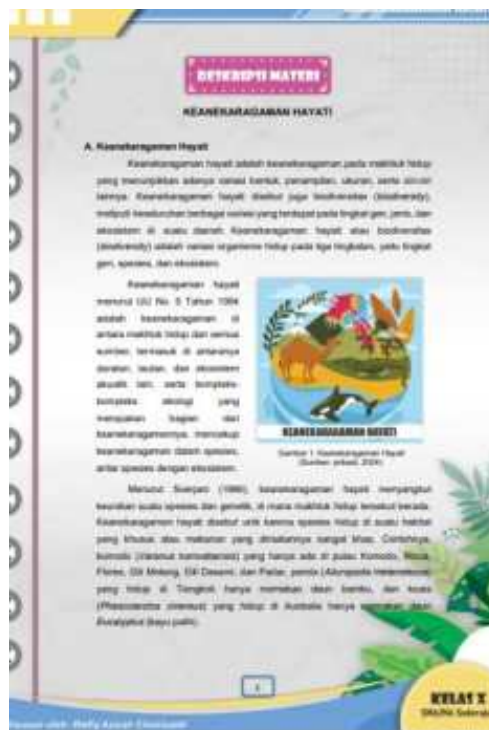 DESKRIPSI MATERI
KEANEKARAGAMAN HAYATI
A. Keanekaragaman Hayati
Keanekaragaman hayati adalah keanekaragaman pada makhluk hidup
yang menunjukkan adanya variasi bentuk, penampilan, ukuran, serta
lainnya. Keanekaragaman hayati disebut juga biodiversitas (biodiversity),
meliputi keseluruhan berbagai variasi yang terdapat pada tingkat gen, jenis, dan
ekosistem di suatu daerah. Keanekaragaman hayati atau biodiversitas
(biodiversity) adalah variasi organisme hidup pada tiga tingkatan, yaitu tingkat
gen, spesies, dan ekosistem.
Keanekaragaman hayati
menurut UU No. 5 Tahun 1994
adalah keanekaragaman di
antara makhluk hidup dari semua
sumber, termasuk di antaranya
daratan, lautan, dan ekosistem
akuatik lain, serta kompleks-
kompleks ekologi yang
merupakan bagian dari
keanekaragamannya, mencakup
keanekaragaman dalam spesies,
antar spesies dengan ekosistem.
KEANEKARAGAMAN HAYATI
Gambar 1. Keanekaragaman Hayati
(Sumber: 2024)
Menurut keanekaragaman hayati menyangkut
keunikan suatu spesies dan genetik, di mana makhluk hidup tersebut berada.
Keanekaragaman hayati disebut unik karena spesies hidup di suatu habitat
yang khusus atau makanan yang dimakannya sangat khas. Contohnya,
komodo (Varanus komodoensis) yang hanya ada di pulau Komodo, Rinca,
Flores, Gili Motang, Gili Dasami, dan Padar, panda (Ailuropoda melanoleuca)
yang hidup di Tiongkok hanya memakan daun bambu, dan koala
(Phascolarctos cinereus) yang hidup di Australia hanya memakan daun
Eucalyptus (kayu putih).
KELAS X